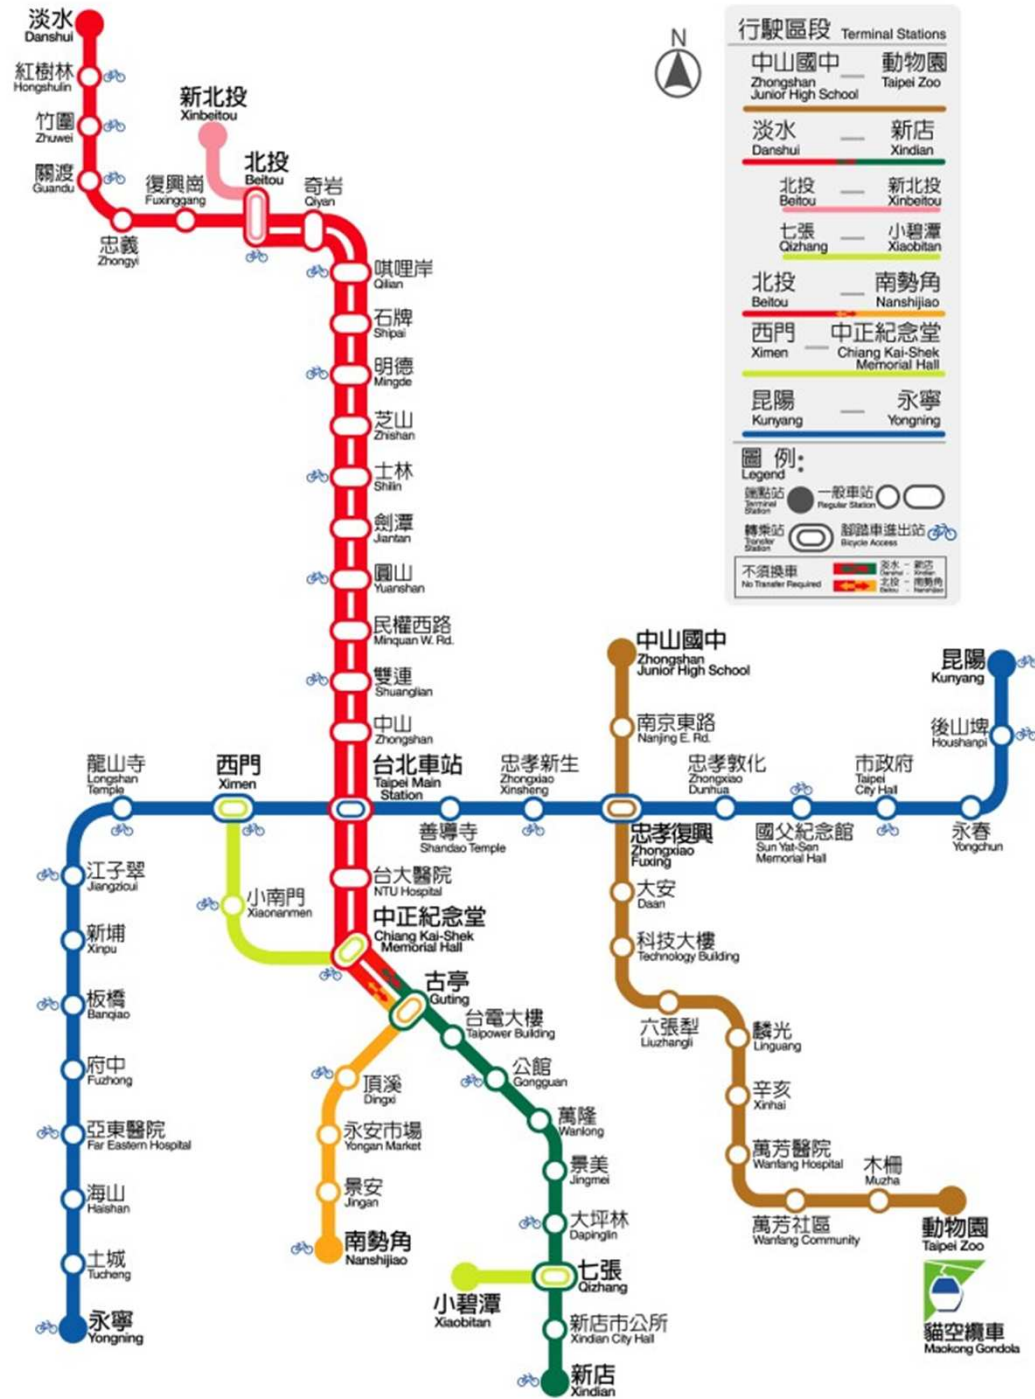 淡水
Danshui
紅樹林
Hongshulin
竹圍
Zhuwei
關渡
Guandu
忠義
Zhongyi
復興崗
Fuxinggang
新北投
Xinbeitou
北投
Beitou
奇岩
Qiyan
唭哩岸
Qilian
石牌
Shipai
明德
Mingde
芝山
Zhishan
士林
Shilin
劍潭
Jiantan
圓山
Yuanshan
民權西路
Minquan W. Rd.
雙連
Shuanglian
中山
Zhongshan
台北車站
Taipei Main
Station
台大醫院
NTU Hospital
中正紀念堂
Chiang Kai-Shek
Memorial Hall
古亭
Guting
台電大樓
Taipower Building
公館
Gongguan
萬隆
Wanlong
景美
Jingmei
大坪林
Dapinglin
七張
Qizhang
小碧潭
Xiaobitan
新店市公所
Xindian City Hall
新店
Xindian
頂溪
Dingxi
永安市場
Yongan Market
景安
Jingan
南勢角
Nanshijiao
西門
Ximen
小南門
Xiaonanmen
龍山寺
Longshan
Temple
江子翠
Jiangzicui
新埔
Xinpu
板橋
Banqiao
府中
Fuzhong
亞東醫院
Far Eastern Hospital
海山
Haishan
土城
Tucheng
永寧
Yongning
善導寺
Shandao Temple
忠孝新生
Zhongxiao
Xinsheng
忠孝復興
Zhongxiao
Fuxing
忠孝敦化
Zhongxiao
Dunhua
國父紀念館
Sun Yat-Sen
Memorial Hall
市政府
Taipei
City Hall
永春
Yongchun
後山埤
Houshanpi
昆陽
Kunyang
中山國中
Zhongshan
Junior High School
南京東路
Nanjing E. Rd.
大安
Daan
科技大樓
Technology Building
六張犁
Liuzhangli
麟光
Linguang
辛亥
Xinhai
萬芳醫院
Wanfang Hospital
萬芳社區
Wanfang Community
木柵
Muzha
動物園
Taipei Zoo
貓空纜車
Maokong Gondola
N
行駛區段 Terminal Stations
中山國中 — 動物園
Zhongshan
Junior High School
Taipei Zoo
淡水 — 新店
Danshui Xindian
北投 — 新北投
Beitou Xinbeitou
七張 — 小碧潭
Qizhang Xiaobitan
北投 — 南勢角
Beitou Nanshijiao
西門 — 中正紀念堂
Ximen Chiang Kai-Shek
Memorial Hall
昆陽 — 永寧
Kunyang Yongning
圖 例:
Legend
端點站
Terminal
Station
一般車站
Regular Station
轉乘站
Transfer
Station
腳踏車進出站
Bicycle Access
不須換車
No Transfer Required
淡水 - 新店
Danshui - Xindian
北投 - 南勢角
Beitou - Nanshijiao